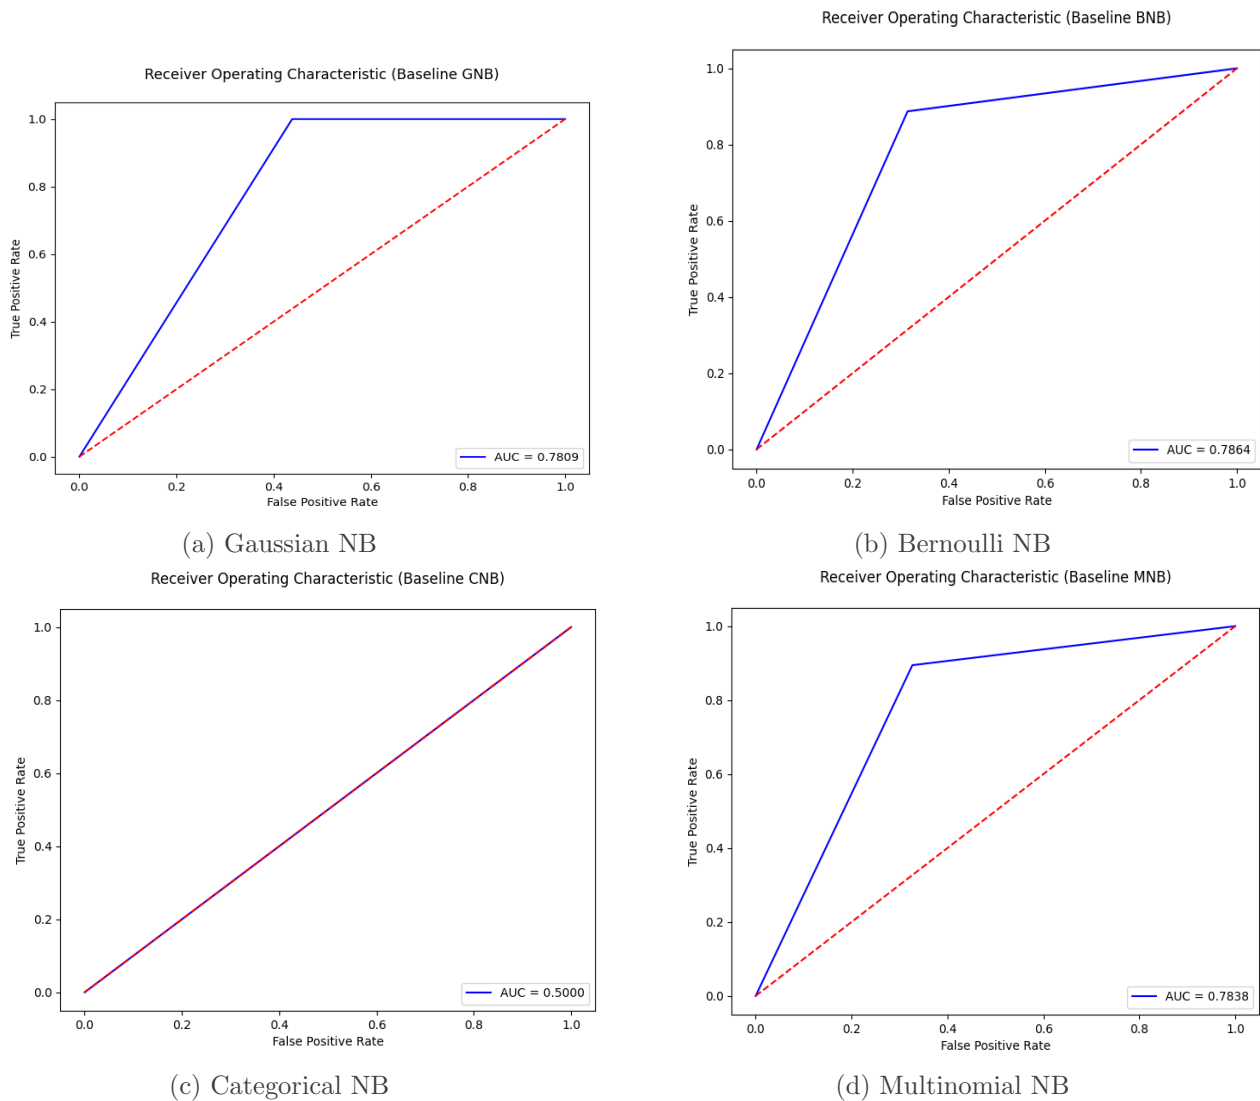 Receiver Operating Characteristic (Baseline GNB)
1.0
0.8
0.6
0.4
0.2
0.0
True Positive Rate
AUC = 0.7809
0.0 0.2 0.4 0.6 0.8 1.0
False Positive Rate
(a) Gaussian NB
Receiver Operating Characteristic (Baseline BNB)
1.0
0.8
0.6
0.4
0.2
0.0
True Positive Rate
AUC = 0.7864
0.0 0.2 0.4 0.6 0.8 1.0
False Positive Rate
(b) Bernoulli NB
Receiver Operating Characteristic (Baseline CNB)
1.0
0.8
0.6
0.4
0.2
0.0
True Positive Rate
AUC = 0.5000
0.0 0.2 0.4 0.6 0.8 1.0
False Positive Rate
(c) Categorical NB
Receiver Operating Characteristic (Baseline MNB)
1.0
0.8
0.6
0.4
0.2
0.0
True Positive Rate
AUC = 0.7838
0.0 0.2 0.4 0.6 0.8 1.0
False Positive Rate
(d) Multinomial NB